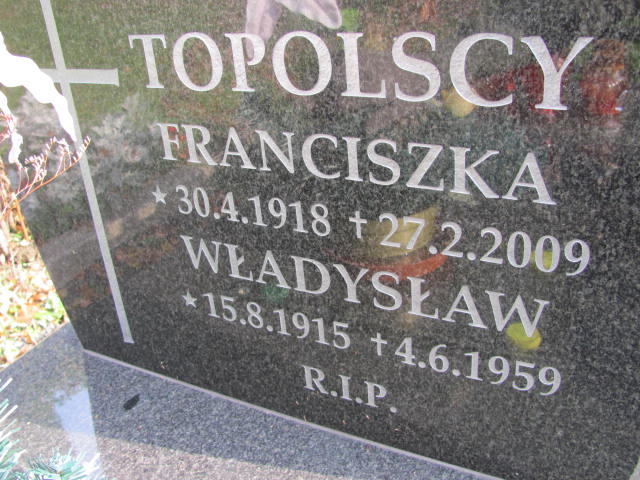 TOPOLSCY
FRANCISZKA
★30.4.1918 †27.2.2009
WŁADYSŁAW
★15.8.1915 †4.6.1959
R.I.P.